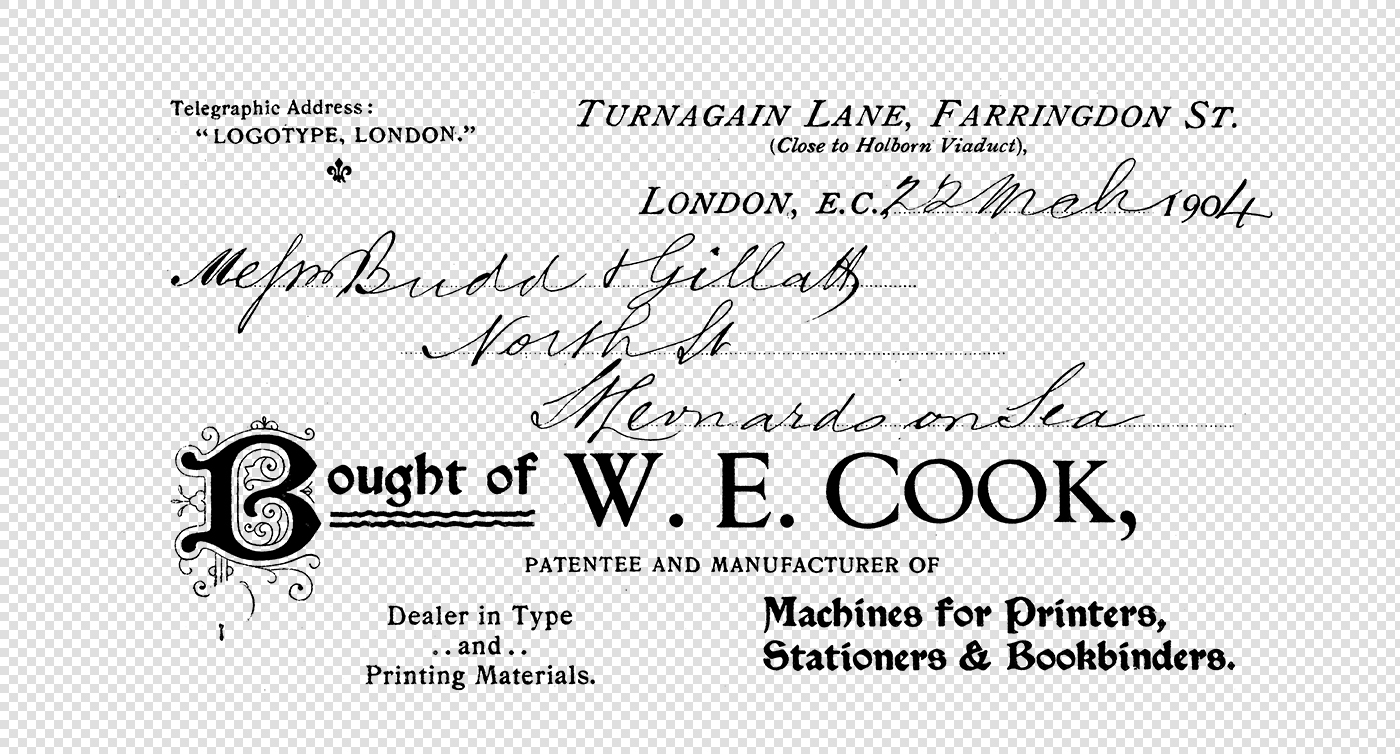 Telegraphic Address:
"LOGOTYPE, LONDON."
TURNAGAIN LANE, FARRINGDON ST.
(Close to Holborn Viaduct),
LONDON, E.C., 22 Mch 1904
Messrs Budd & Gillatt
North St
St Leonards on Sea
Bought of W. E. COOK,
PATENTEE AND MANUFACTURER OF
Dealer in Type
..and..
Printing Materials.
Machines for Printers,
Stationers & Bookbinders.